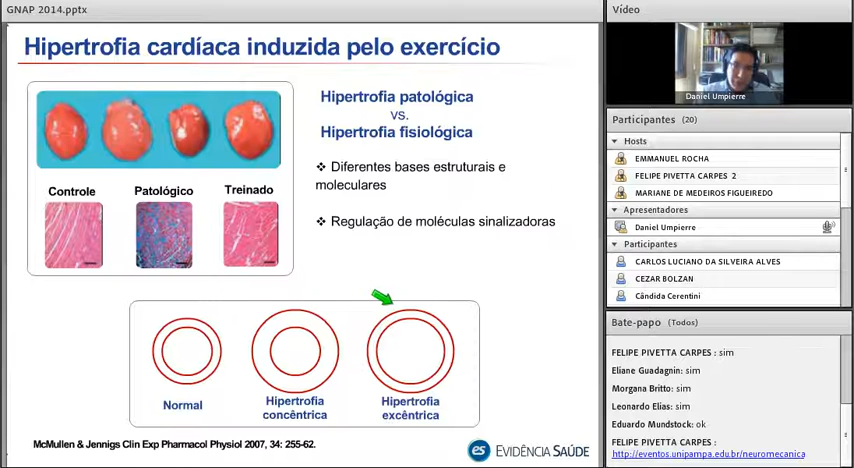 GNAP 2014.pptx
Hipertrofia cardíaca induzida pelo exercício
Controle
Patológico
Treinado
Hipertrofia patológica
vs.
Hipertrofia fisiológica
❖ Diferentes bases estruturais e
moleculares
❖ Regulação de moléculas sinalizadoras
Normal
Hipertrofia
concêntrica
Hipertrofia
excêntrica
McMullen & Jennigs Clin Exp Pharmacol Physiol 2007, 34: 255-62.
es EVIDÊNCIA SAÚDE
Vídeo
Daniel Umpierre
Participantes (20)
Hosts
EMMANUEL ROCHA
FELIPE PIVETTA CARPES 2
MARIANE DE MEDEIROS FIGUEIREDO
Apresentadores
Daniel Umpierre
Participantes
CARLOS LUCIANO DA SILVEIRA ALVES
CEZAR BOLZAN
Cândida Cerentini
Bate-papo (Todos)
FELIPE PIVETTA CARPES : sim
Eliane Guadagnin: sim
Morgana Britto: sim
Leonardo Elias: sim
Eduardo Mundstock: ok
FELIPE PIVETTA CARPES :
http://eventos.unipampa.edu.br/neuromecanica